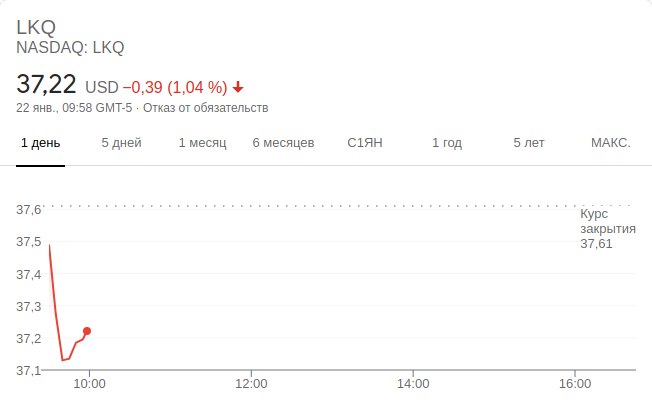 LKQ
NASDAQ: LKQ
37,22 USD −0,39 (1,04 %)
22 янв., 09:58 GMT-5 · Отказ от обязательств
1 день 5 дней 1 месяц 6 месяцев С1ЯН 1 год 5 лет МАКС.
37,6
Курс
закрытия
37,61
37,5
37,4
37,3
37,2
37,1
10:00 12:00 14:00 16:00